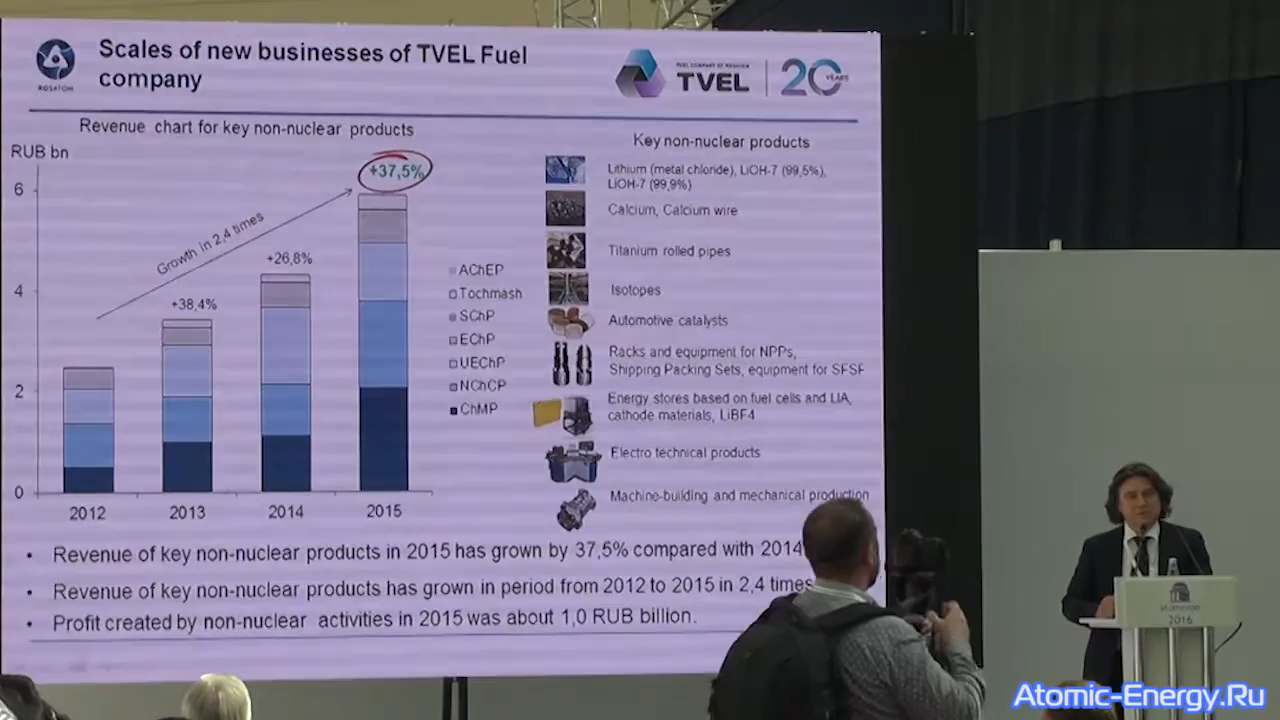 Scales of new businesses of TVEL Fuel
company
ROSATOM
TVEL
20
YEARS
Revenue chart for key non-nuclear products
RUB bn
6
4
2
0
Growth in 2,4 times
+38,4%
+26,8%
+37,5%
2012
2013
2014
2015
AChEP
Tochmash
SChP
EChP
UEChP
NChCP
ChMP
Key non-nuclear products
Lithium (metal chloride), LiOH-7 (99,5%),
LiOH-7 (99,9%)
Calcium, Calcium wire
Titanium rolled pipes
Isotopes
Automotive catalysts
Racks and equipment for NPPs,
Shipping Packing Sets, equipment for SFSF
Energy stores based on fuel cells and LIA,
cathode materials, LiBF4
Electro technical products
Machine-building and mechanical production
• Revenue of key non-nuclear products in 2015 has grown by 37,5% compared with 2014
• Revenue of key non-nuclear products has grown in period from 2012 to 2015 in 2,4 times
• Profit created by non-nuclear activities in 2015 was about 1,0 RUB billion.
2016
Atomic-Energy.Ru